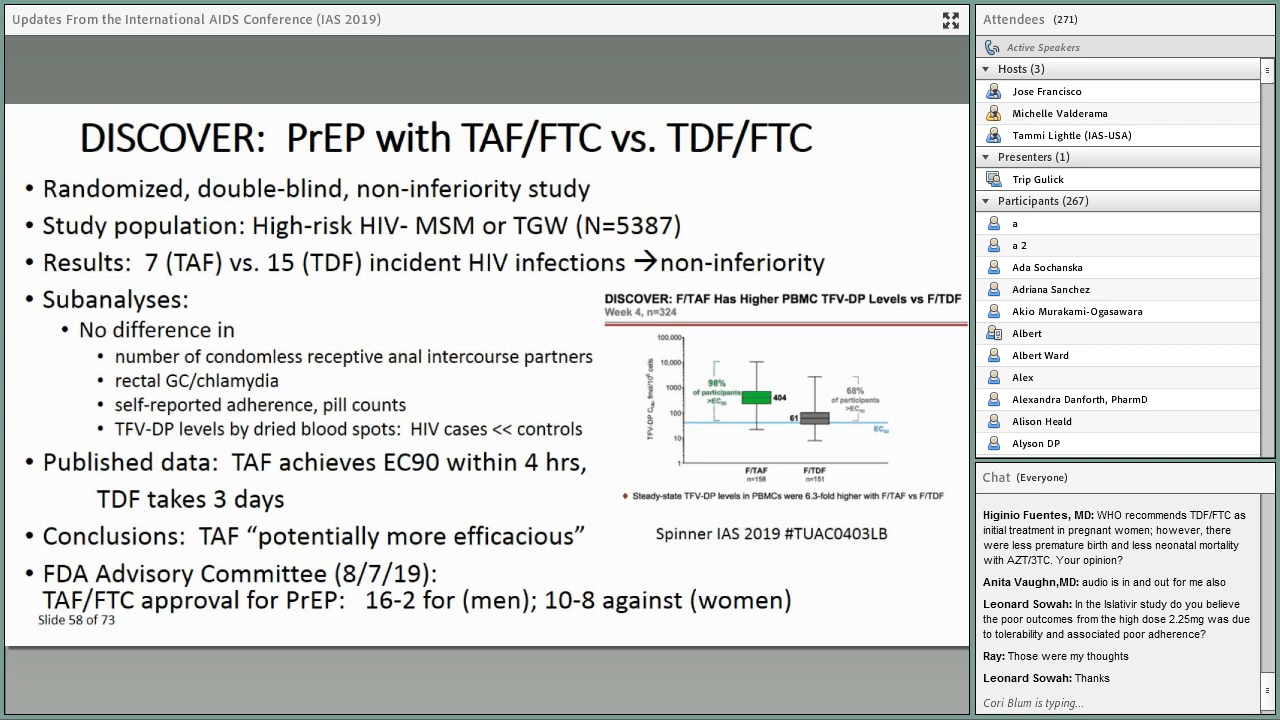 Updates From the International AIDS Conference (IAS 2019)
DISCOVER: PrEP with TAF/FTC vs. TDF/FTC
• Randomized, double-blind, non-inferiority study
• Study population: High-risk HIV- MSM or TGW (N=5387)
• Results: 7 (TAF) vs. 15 (TDF) incident HIV infections →non-inferiority
• Subanalyses:
• No difference in
• number of condomless receptive anal intercourse partners
• rectal GC/chlamydia
• self-reported adherence, pill counts
• TFV-DP levels by dried blood spots: HIV cases << controls
• Published data: TAF achieves EC90 within 4 hrs,
TDF takes 3 days
• Conclusions: TAF “potentially more efficacious”
• FDA Advisory Committee (8/7/19):
TAF/FTC approval for PrEP: 16-2 for (men); 10-8 against (women)
Slide 58 of 73
DISCOVER: F/TAF Has Higher PBMC TFV-DP Levels vs F/TDF
Week 4, n=324
100,000
10,000
1000
100
10
1
98%
of participants
>EC
404
61
68%
of participants
>EC
EC
F/TAF
n=158
F/TDF
n=151
♦ Steady-state TFV-DP levels in PBMCs were 6.3-fold higher with F/TAF vs F/TDF
Spinner IAS 2019 #TUAC0403LB
Attendees (271)
Active Speakers
Hosts (3)
Jose Francisco
Michelle Valderama
Tammi Lightle (IAS-USA)
Presenters (1)
Trip Gulick
Participants (267)
a
a 2
Ada Sochanska
Adriana Sanchez
Akio Muramoto-Ogasawara
Albert
Albert Ward
Alex
Alexandra Danforth, PharmD
Alison Heald
Alyson DP
Chat (Everyone)
Higinio Fuentes, MD: WHO recommends TDF/FTC as
initial treatment in pregnant women; however, there
were less premature birth and less neonatal mortality
with AZT/3TC. Your opinion?
Anita Vaughn,MD: audio is in and out for me also
Leonard Sowah: In the Islativir study do you believe
the poor outcomes from the high dose 2.25mg was due
to tolerability and associated poor adherence?
Ray: Those were my thoughts
Leonard Sowah: Thanks
Cori Blum is typing...